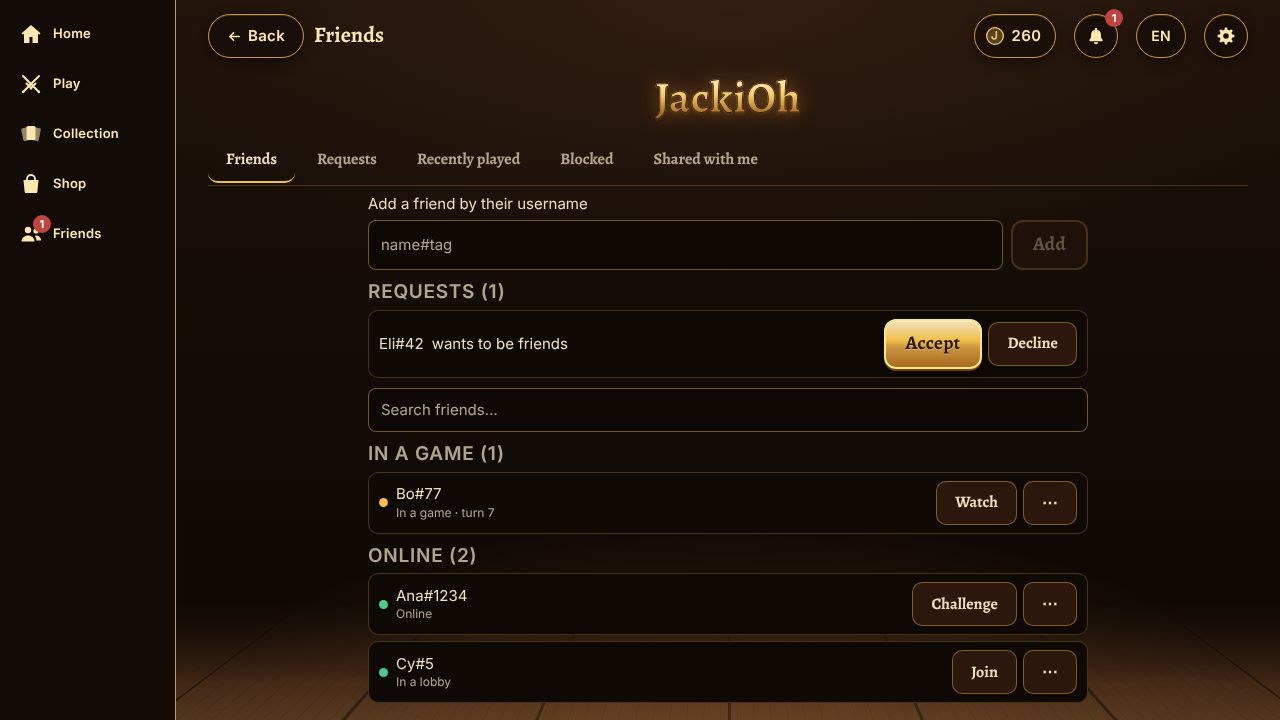 Home
Play
Collection
Shop
1
Friends
← Back
Friends
J 260
1
EN
JackiOh
Friends
Requests
Recently played
Blocked
Shared with me
Add a friend by their username
name#tag
Add
REQUESTS (1)
Eli#42 wants to be friends
Accept
Decline
Search friends...
IN A GAME (1)
Bo#77
In a game · turn 7
Watch
···
ONLINE (2)
Ana#1234
Online
Challenge
···
Cy#5
In a lobby
Join
···